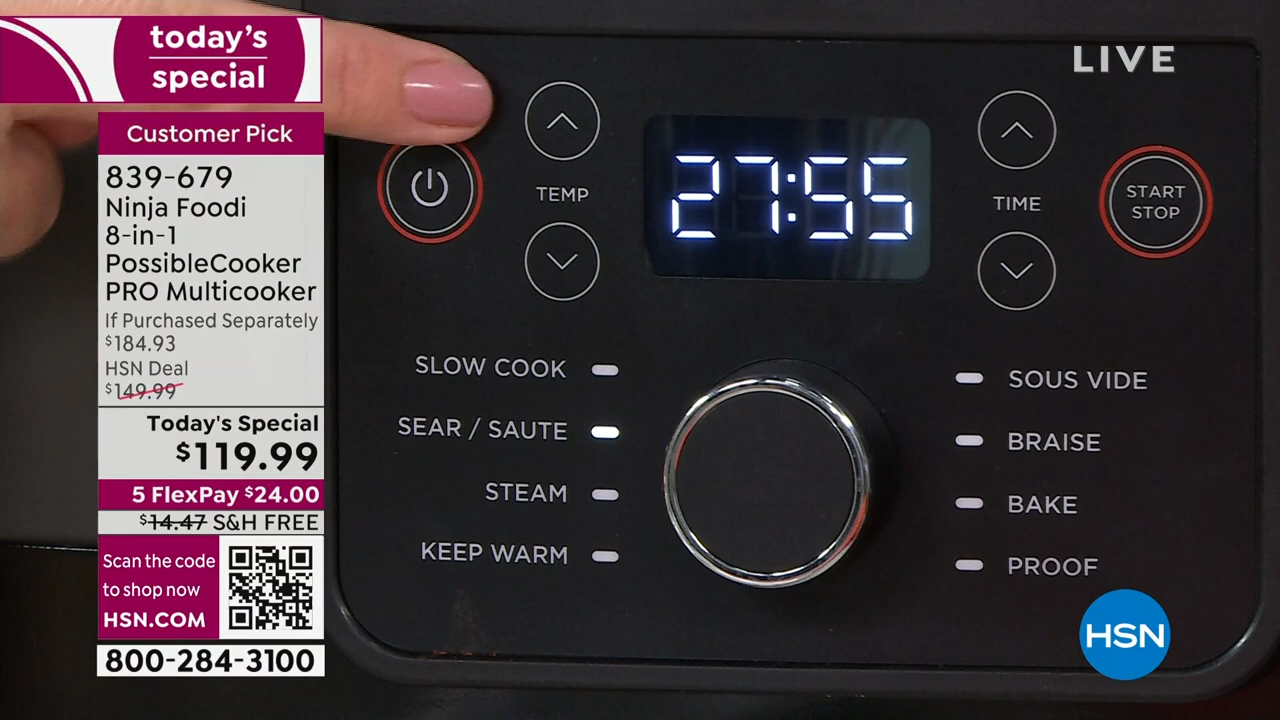 today's
special
Customer Pick
839-679
Ninja Foodi
8-in-1
PossibleCooker
PRO Multicooker
If Purchased Separately
$184.93
HSN Deal
$149.99
Today's Special
$119.99
5 FlexPay $24.00
$14.47 S&H FREE
Scan the code
to shop now
HSN.COM
800-284-3100
LIVE
TEMP
27:55
TIME
START
STOP
SLOW COOK
SEAR / SAUTE
STEAM
KEEP WARM
SOUS VIDE
BRAISE
BAKE
PROOF
HSN